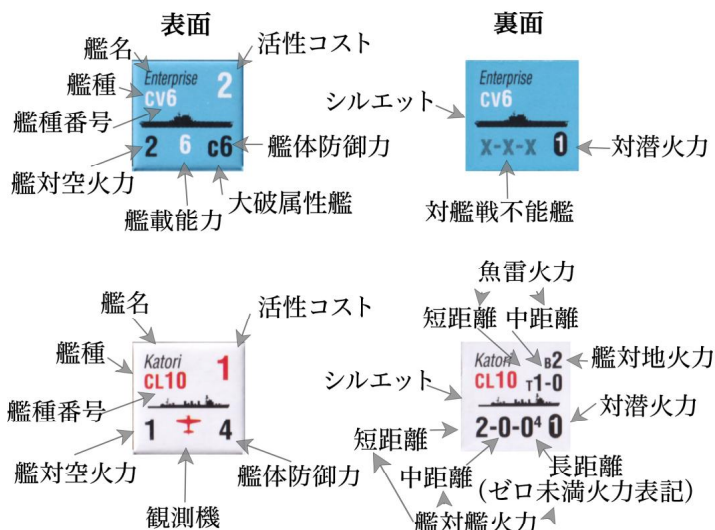 表面
裏面
艦名
活性コスト
艦種
艦種番号
Enterprise
2
CV6
2 6 c6
艦体防御力
艦対空火力
艦載能力
大破属性艦
シルエット
Enterprise
CV6
X-X-X 1
対潜火力
対艦戦不能艦
艦名
活性コスト
艦種
艦種番号
Katori
1
CL10
1 4
艦対空火力
観測機
艦体防御力
魚雷火力
短距離 中距離
シルエット
Katori B2
CL10 T1-0
2-0-0⁴ 1
艦対地火力
対潜火力
短距離
中距離
長距離
(ゼロ未満火力表記)
艦対艦火力